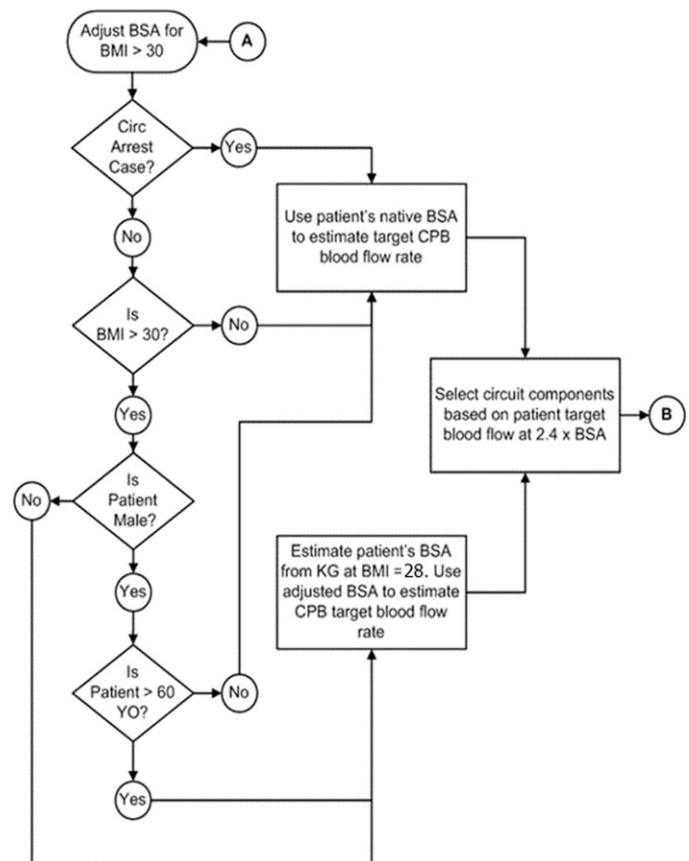 Adjust BSA for
BMI > 30
A
Circ
Arrest
Case?
Yes
No
Use patient's native BSA
to estimate target CPB
blood flow rate
Is
BMI > 30?
No
Yes
Select circuit components
based on patient target
blood flow at 2.4 x BSA
B
Is
Patient
Male?
No
Yes
Estimate patient's BSA
from KG at BMI =28. Use
adjusted BSA to estimate
CPB target blood flow
rate
Is
Patient > 60
YO?
No
Yes